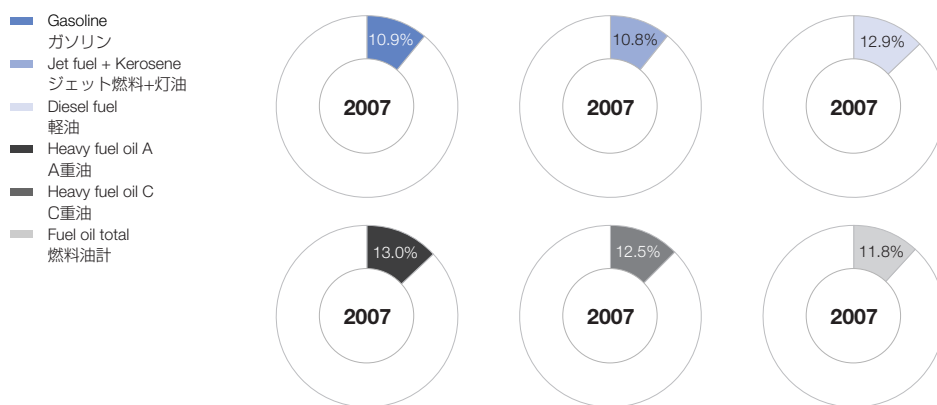 Gasoline
ガソリン
Jet fuel + Kerosene
ジェット燃料+灯油
Diesel fuel
軽油
Heavy fuel oil A
A重油
Heavy fuel oil C
C重油
Fuel oil total
燃料油計
10.9%
2007
10.8%
2007
12.9%
2007
13.0%
2007
12.5%
2007
11.8%
2007